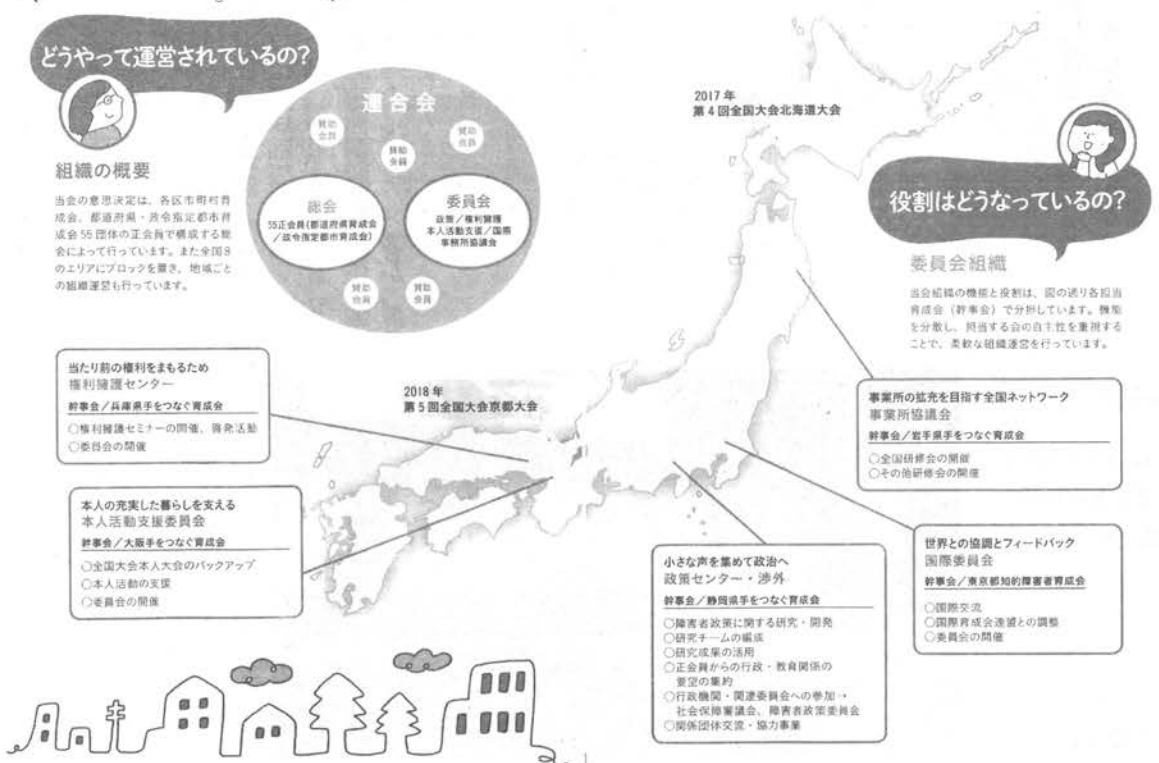 どうやって運営されているの?
組織の概要
当会の意思決定は、各区市町村育
成会、都道府県・政令指定都市育
成会55団体の正会員で構成する総
会によって行っています。また全国8
のエリアにブロックを置き、地域ごと
の組織運営も行っています。
連合会
賛助
会員
賛助
会員
賛助
会員
総会
55正会員(都道府県育成会
/政令指定都市育成会)
委員会
政策/権利擁護
本人活動支援/国際
事業所協議会
賛助
会員
賛助
会員
2017年
第4回全国大会北海道大会
役割はどうなっているの?
委員会組織
当会組織の機能と役割は、図の通り各担当
育成会(幹事会)で分担しています。機能
を分散し、担当する会の自主性を重視する
ことで、柔軟な組織運営を行っています。
当たり前の権利をまもるため
権利擁護センター
幹事会/兵庫県手をつなぐ育成会
○権利擁護セミナーの開催、啓発活動
○委員会の開催
2018年
第5回全国大会京都大会
本人の充実した暮らしを支える
本人活動支援委員会
幹事会/大阪手をつなぐ育成会
○全国大会本人大会のバックアップ
○本人活動の支援
○委員会の開催
事業所の拡充を目指す全国ネットワーク
事業所協議会
幹事会/岩手県手をつなぐ育成会
○全国研修会の開催
○その他研修会の開催
小さな声を集めて政治へ
政策センター・渉外
幹事会/静岡県手をつなぐ育成会
○障害者政策に関する研究・開発
○研究チームの編成
○研究成果の活用
○正会員からの行政・教育関係の
要望の集約
○行政機関・関連委員会への参加→
社会保障審議会、障害者政策委員会
○関係団体交流・協力事業
世界との協調とフィードバック
国際委員会
幹事会/東京都知的障害者育成会
○国際交流
○国際育成会連盟との調整
○委員会の開催
1